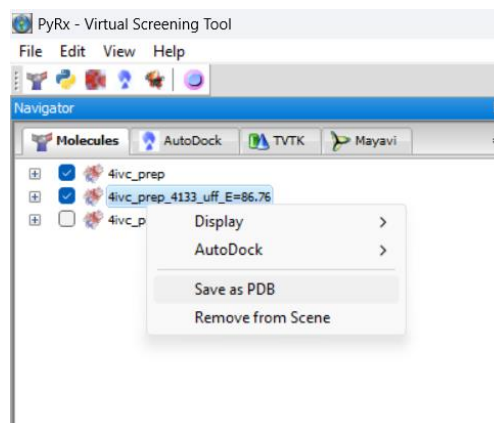 PyRx - Virtual Screening Tool
File Edit View Help
Navigator
Molecules AutoDock TVTK Mayavi
4ivc_prep
4ivc_prep_4133_uff_E=86.76
4ivc_p
Display
AutoDock
Save as PDB
Remove from Scene